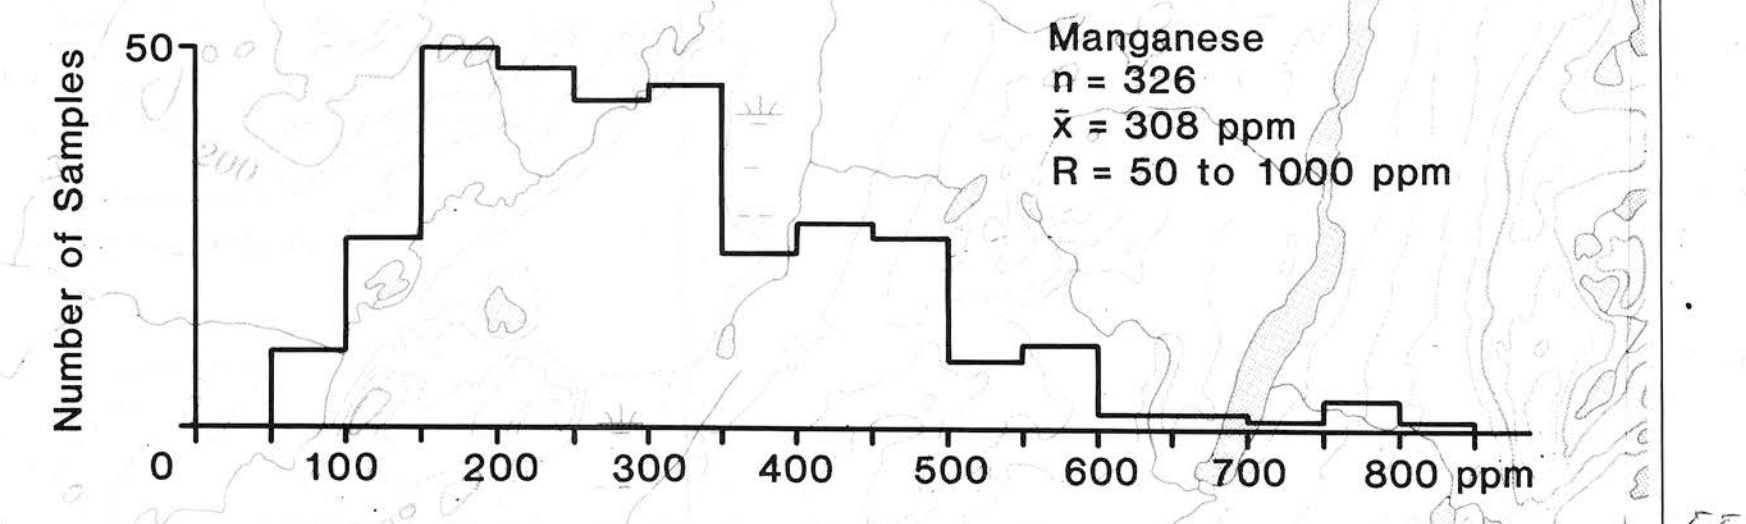 Number of Samples
50
Manganese
n = 326
x̄ = 308 ppm
R = 50 to 1000 ppm
200
0 100 200 300 400 500 600 700 800 ppm